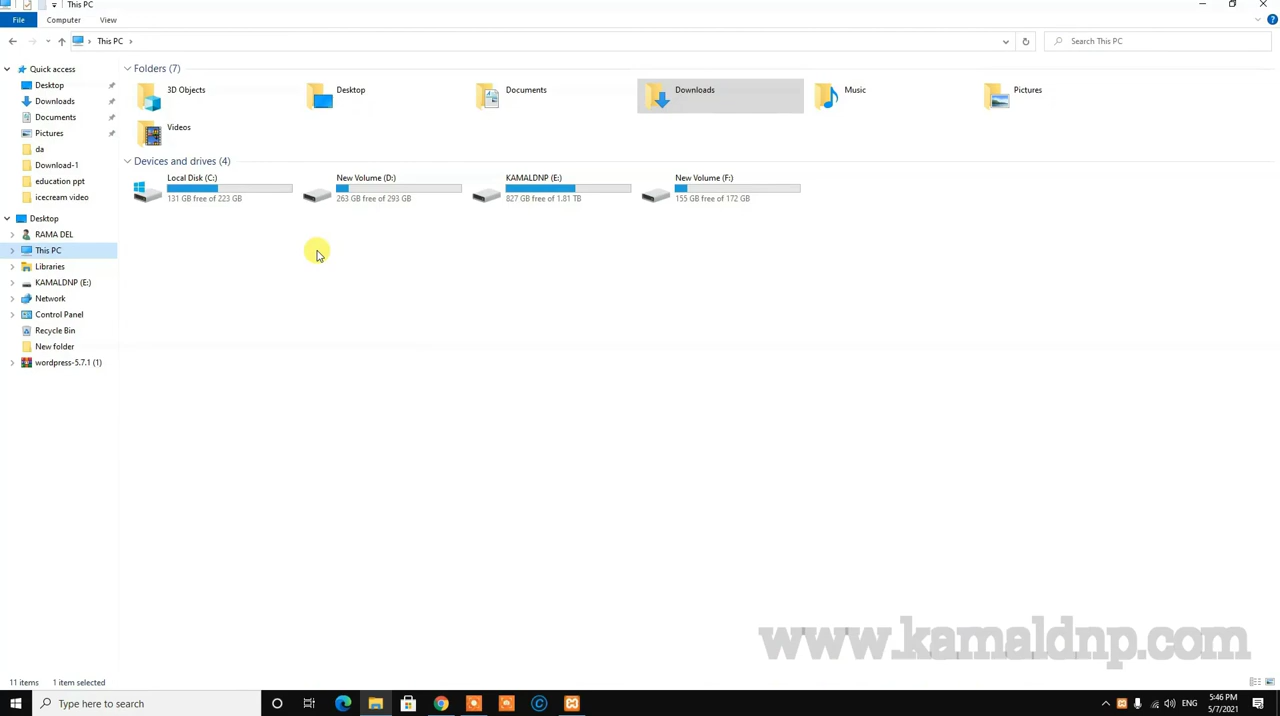 This PC
File
Computer
View
This PC
Search This PC
Quick access
Desktop
Downloads
Documents
Pictures
da
Download-1
education ppt
icecream video
Desktop
RAMA DEL
This PC
Libraries
KAMALDNP (E:)
Network
Control Panel
Recycle Bin
New folder
wordpress-5.7.1 (1)
Folders (7)
3D Objects
Desktop
Documents
Downloads
Music
Pictures
Videos
Devices and drives (4)
Local Disk (C:)
131 GB free of 223 GB
New Volume (D:)
263 GB free of 293 GB
KAMALDNP (E:)
827 GB free of 1.81 TB
New Volume (F:)
155 GB free of 172 GB
www.kamaldnp.com
11 items
1 item selected
Type here to search
ENG
5:46 PM
5/7/2021